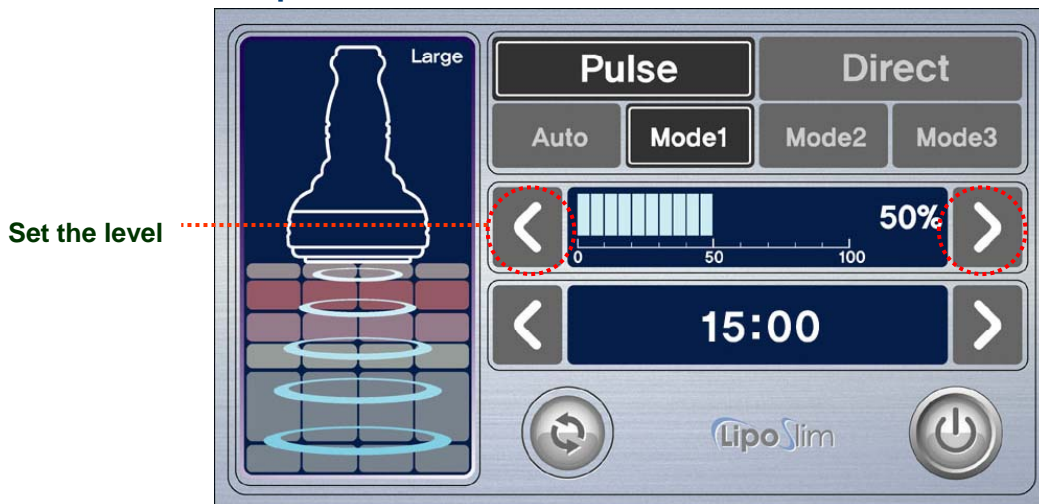 Large
Pulse
Direct
Auto
Mode1
Mode2
Mode3
Set the level
50%
0 50 100
15:00
LipoSlim